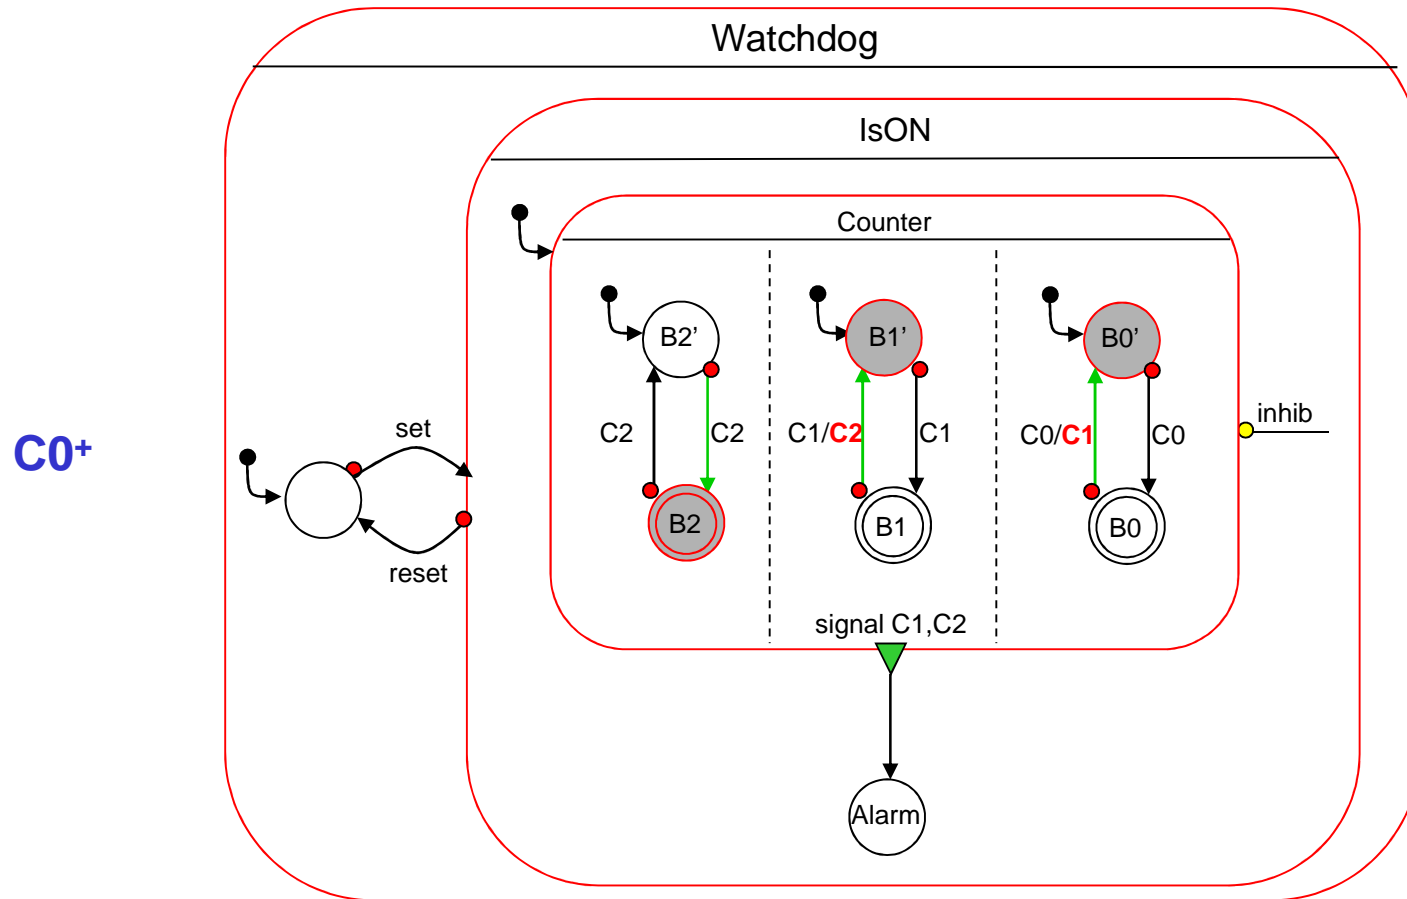 Watchdog
IsON
Counter
B2’
B1’
B0’
C2
C2
C1/C2
C1
C0/C1
C0
inhib
set
C0+
B2
B1
B0
reset
signal C1,C2
Alarm